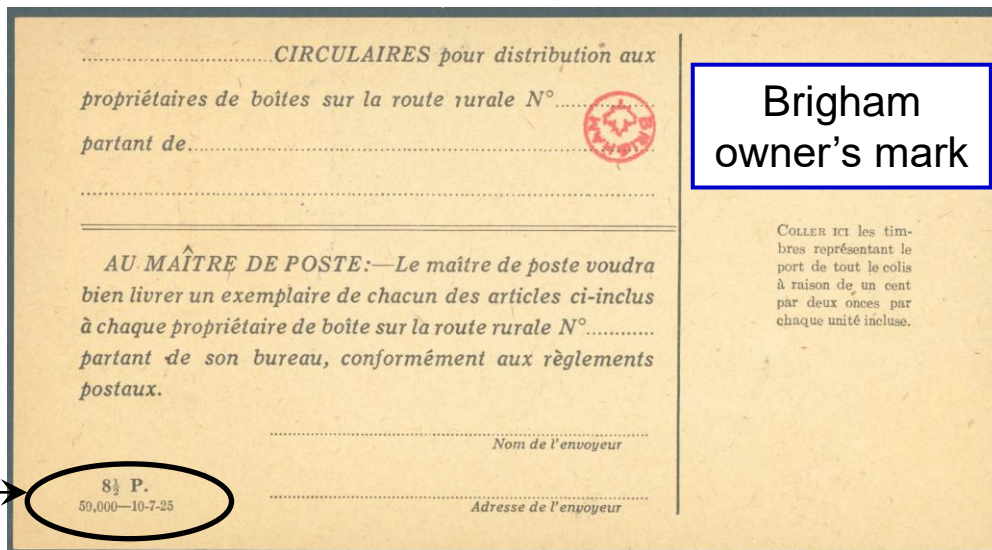 CIRCULAIRES pour distribution aux
propriétaires de boîtes sur la route rurale N°
partant de
BRIGHAM
Brigham
owner's mark
AU MAÎTRE DE POSTE:—Le maître de poste voudra
bien livrer un exemplaire de chacun des articles ci-inclus
à chaque propriétaire de boîte sur la route rurale N°
partant de son bureau, conformément aux règlements
postaux.
Nom de l'envoyeur
Adresse de l'envoyeur
8½ P.
50,000—10-7-25
COLLER ICI les tim-
bres représentant le
port de tout le colis
à raison de un cent
par deux onces par
chaque unité incluse.